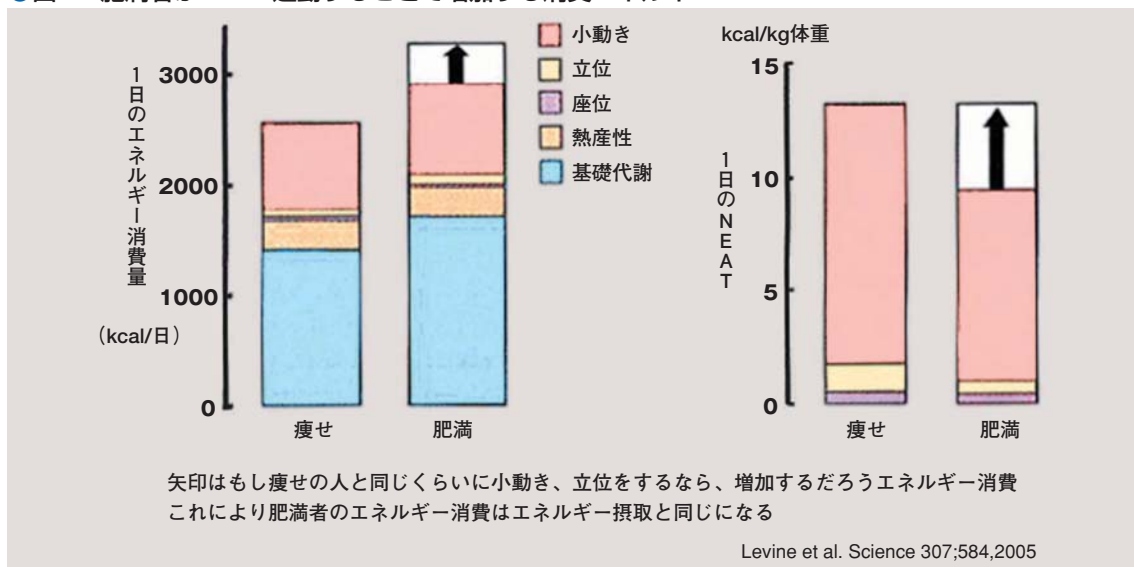 1日のエネルギー消費量
3000
2000
1000
(kcal/日)
0
痩せ
肥満
小動き
立位
座位
熱産性
基礎代謝
kcal/kg体重
15
10
5
0
1日のNEAT
痩せ
肥満
矢印はもし痩せの人と同じくらいに小動き、立位をするなら、増加するだろうエネルギー消費
これにより肥満者のエネルギー消費はエネルギー摂取と同じになる
Levine et al. Science 307;584,2005